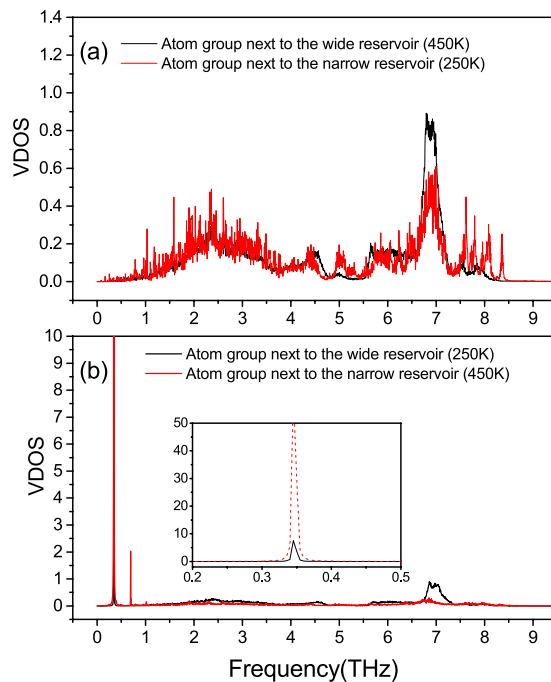 1.4
1.2
1.0
0.8
0.6
0.4
0.2
0.0
VDOS
(a)
Atom group next to the wide reservoir (450K)
Atom group next to the narrow reservoir (250K)
0 1 2 3 4 5 6 7 8 9
10
9
8
7
6
5
4
3
2
1
0
VDOS
(b)
Atom group next to the wide reservoir (250K)
Atom group next to the narrow reservoir (450K)
50
40
30
20
10
0
0.2 0.3 0.4 0.5
0 1 2 3 4 5 6 7 8 9
Frequency(THz)